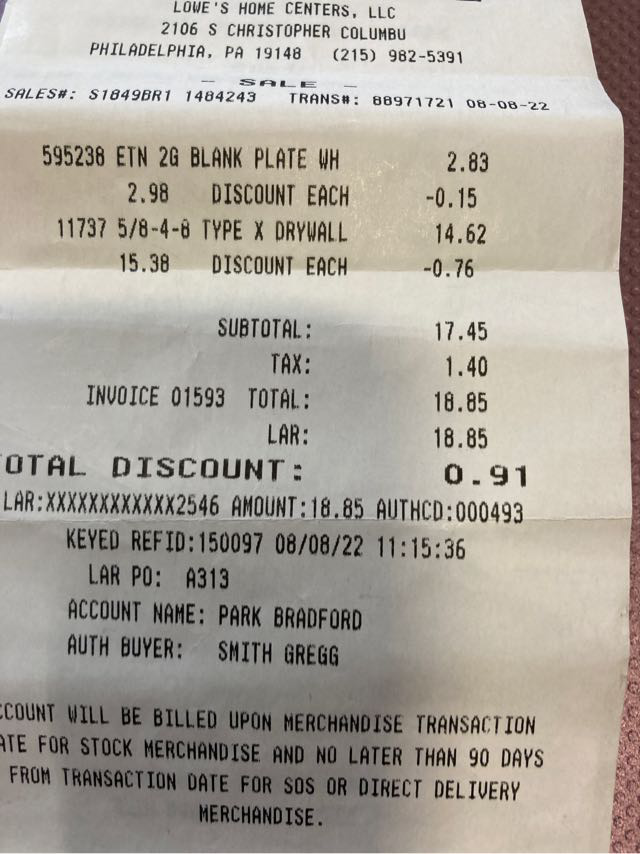 LOWE'S HOME CENTERS, LLC
2106 S CHRISTOPHER COLUMBU
PHILADELPHIA, PA 19148 (215) 982-5391
- SALE -
SALES#: S1849BR1 1484243 TRANS#: 88971721 08-08-22
595238 ETN 2G BLANK PLATE WH 2.83
2.98 DISCOUNT EACH -0.15
11737 5/8-4-8 TYPE X DRYWALL 14.62
15.38 DISCOUNT EACH -0.76
SUBTOTAL: 17.45
TAX: 1.40
INVOICE 01593 TOTAL: 18.85
LAR: 18.85
OTAL DISCOUNT: 0.91
LAR:XXXXXXXXXXXX2546 AMOUNT:18.85 AUTHCD:000493
KEYED REFID:150097 08/08/22 11:15:36
LAR PO: A313
ACCOUNT NAME: PARK BRADFORD
AUTH BUYER: SMITH GREGG
CCOUNT WILL BE BILLED UPON MERCHANDISE TRANSACTION
ATE FOR STOCK MERCHANDISE AND NO LATER THAN 90 DAYS
FROM TRANSACTION DATE FOR SOS OR DIRECT DELIVERY
MERCHANDISE.